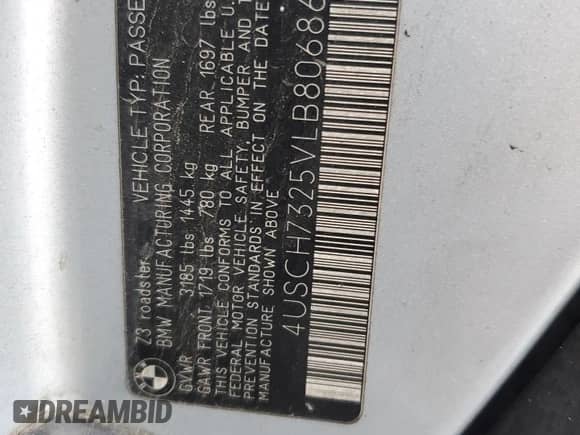 Z3 roadster VEHICLE TYP: PASSE
BMW MANUFACTURING CORPORATION
GVWR 3185 lbs 1445 kg
GAWR FRONT 1719 lbs 780 kg REAR 1697 lbs
THIS VEHICLE CONFORMS TO ALL APPLICABLE U.
FEDERAL MOTOR VEHICLE SAFETY, BUMPER AND T
PREVENTION STANDARDS IN EFFECT ON THE DATE
MANUFACTURE SHOWN ABOVE
4USCH7325VLB80686
BMW
DREAMBID